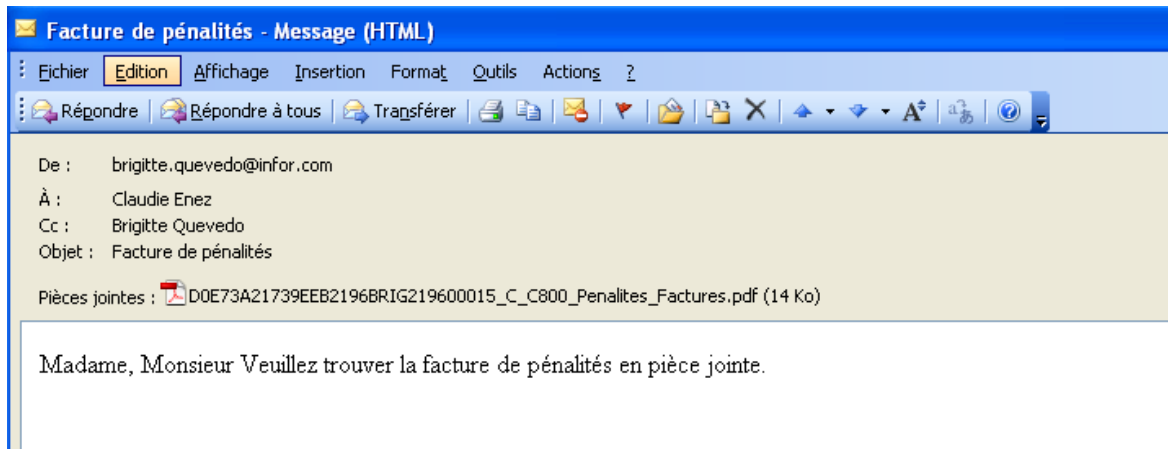 Facture de pénalités - Message (HTML)
Fichier Edition Affichage Insertion Format Outils Actions ?
Répondre Répondre à tous Transférer
De : brigitte.quevedo@infor.com
À : Claudie Enez
Cc : Brigitte Quevedo
Objet : Facture de pénalités
Pièces jointes : D0E73A21739EEB2196BRIG219600015_C_C800_Penalites_Factures.pdf (14 Ko)
Madame, Monsieur Veuillez trouver la facture de pénalités en pièce jointe.